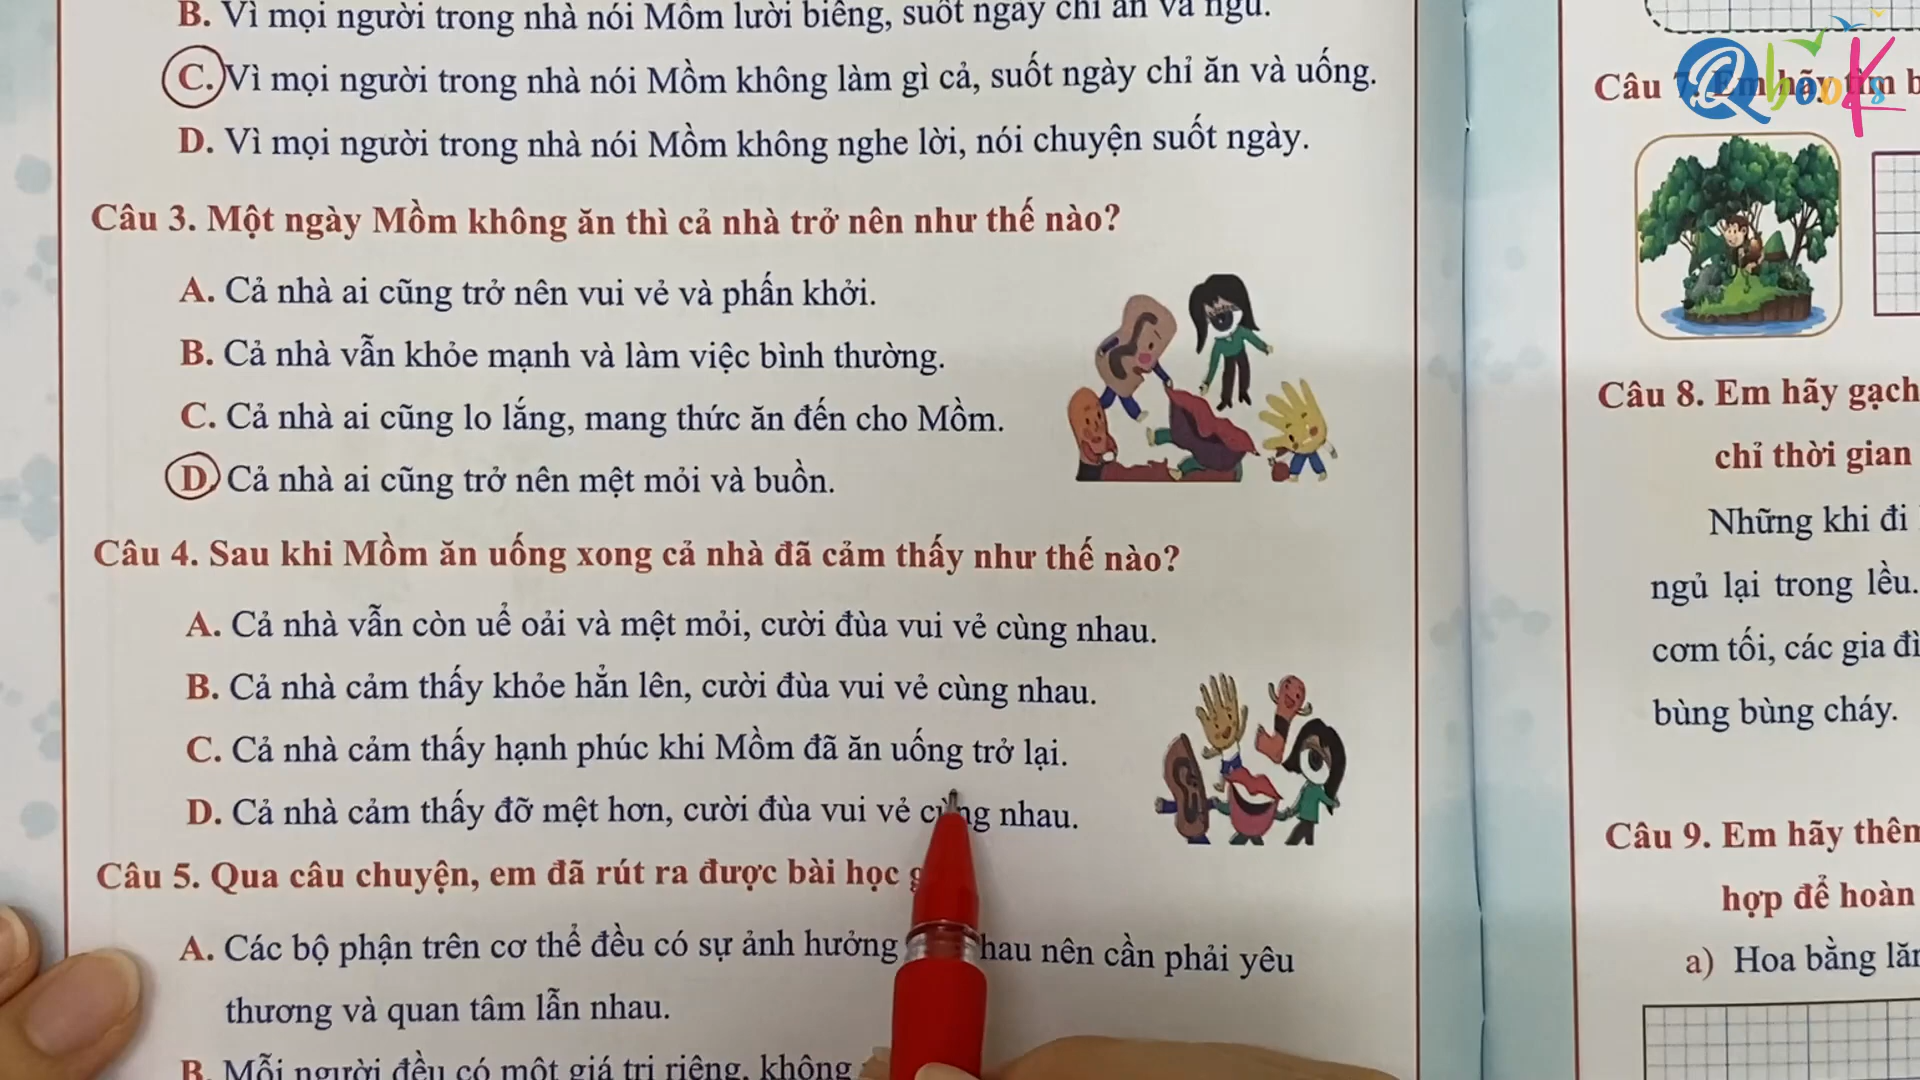 B. Vì mọi người trong nhà nói Mồm lười biếng, suốt ngày chỉ ăn và ngủ.
C. Vì mọi người trong nhà nói Mồm không làm gì cả, suốt ngày chỉ ăn và uống.
D. Vì mọi người trong nhà nói Mồm không nghe lời, nói chuyện suốt ngày.
Câu 3. Một ngày Mồm không ăn thì cả nhà trở nên như thế nào?
A. Cả nhà ai cũng trở nên vui vẻ và phấn khởi.
B. Cả nhà vẫn khỏe mạnh và làm việc bình thường.
C. Cả nhà ai cũng lo lắng, mang thức ăn đến cho Mồm.
D. Cả nhà ai cũng trở nên mệt mỏi và buồn.
Câu 4. Sau khi Mồm ăn uống xong cả nhà đã cảm thấy như thế nào?
A. Cả nhà vẫn còn uể oải và mệt mỏi, cười đùa vui vẻ cùng nhau.
B. Cả nhà cảm thấy khỏe hẳn lên, cười đùa vui vẻ cùng nhau.
C. Cả nhà cảm thấy hạnh phúc khi Mồm đã ăn uống trở lại.
D. Cả nhà cảm thấy đỡ mệt hơn, cười đùa vui vẻ cùng nhau.
Câu 5. Qua câu chuyện, em đã rút ra được bài học
A. Các bộ phận trên cơ thể đều có sự ảnh hưởng nhau nên cần phải yêu
thương và quan tâm lẫn nhau.
B. Mỗi người đều có một giá trị riêng, không
Qbooks
Câu 7. Em hãy tìm
Câu 8. Em hãy gạch
chỉ thời gian
Những khi đi
ngủ lại trong lều.
cơm tối, các gia
bùng bùng cháy.
Câu 9. Em hãy thêm
hợp để hoàn
a) Hoa bằng